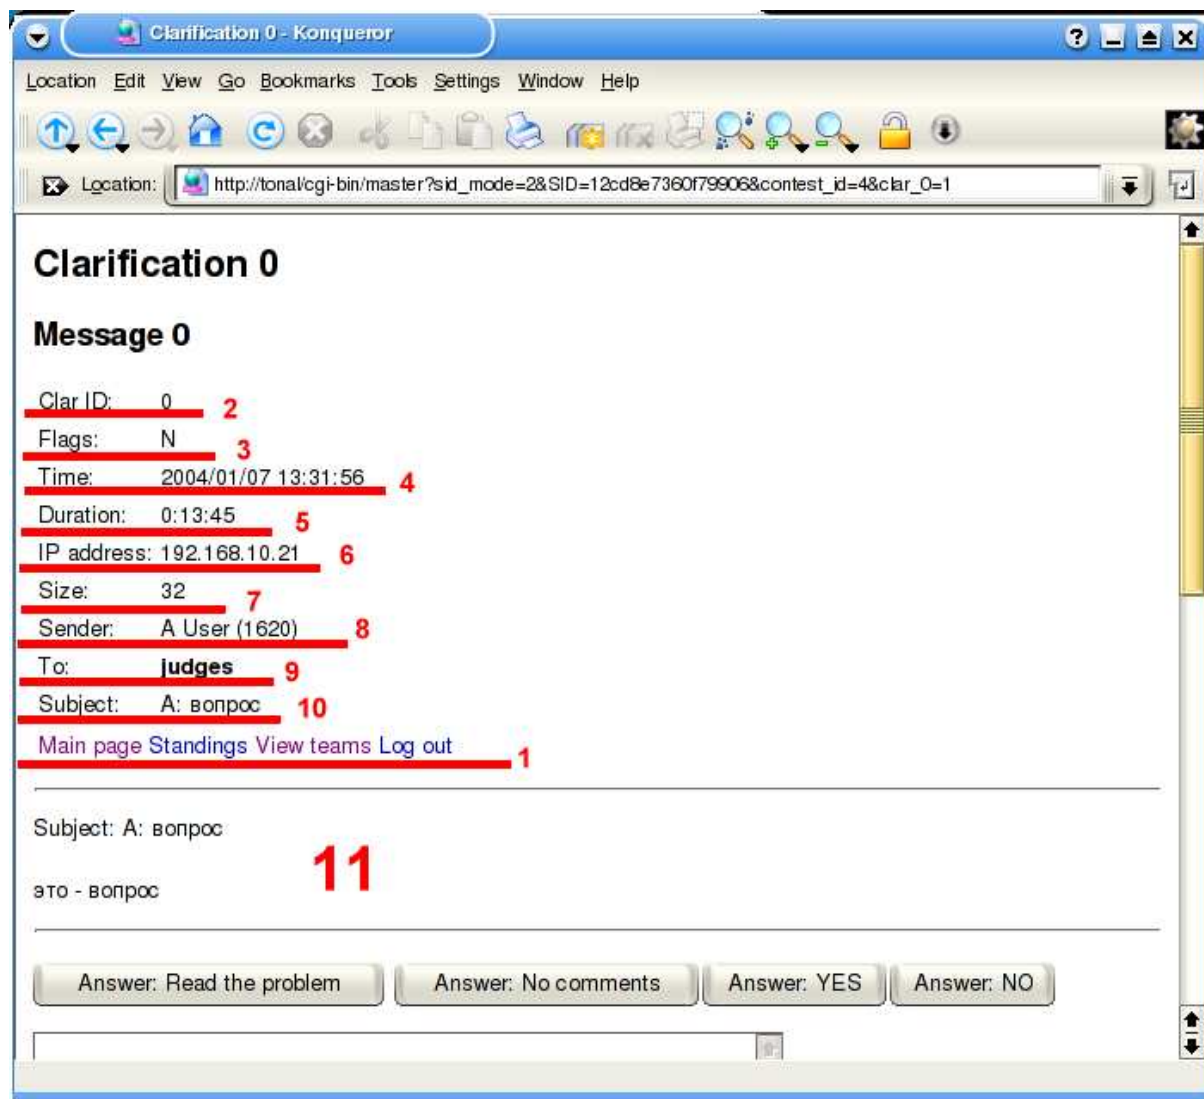 Clarification 0 - Konqueror
Location Edit View Go Bookmarks Tools Settings Window Help
Location: http://tonal/cgi-bin/master?sid_mode=2&SID=12cd8e7360f79906&contest_id=4&clar_0=1
Clarification 0
Message 0
Clar ID: 0 2
Flags: N 3
Time: 2004/01/07 13:31:56 4
Duration: 0:13:45 5
IP address: 192.168.10.21 6
Size: 32 7
Sender: A User (1620) 8
To: judges 9
Subject: A: вопрос 10
Main page Standings View teams Log out 1
Subject: A: вопрос
11
это - вопрос
Answer: Read the problem Answer: No comments Answer: YES Answer: NO